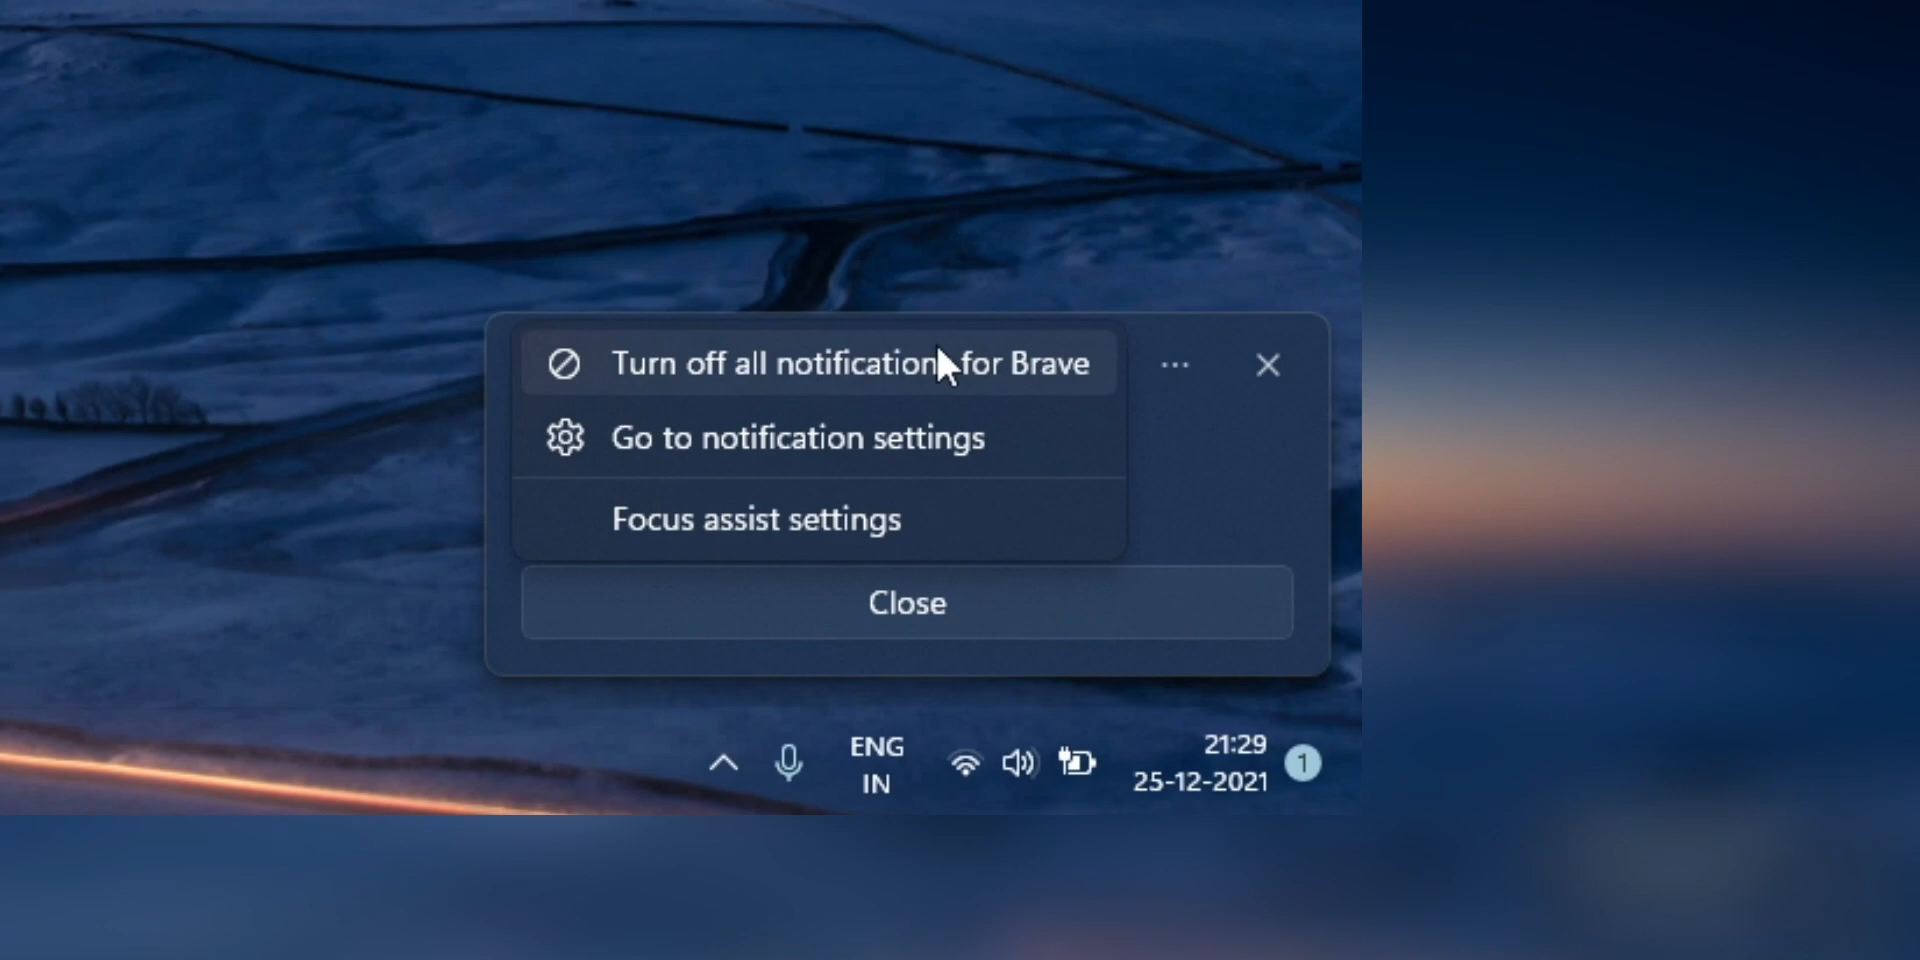 Turn off all notification for Brave
Go to notification settings
Focus assist settings
Close
ENG
IN
21:29
25-12-2021
1